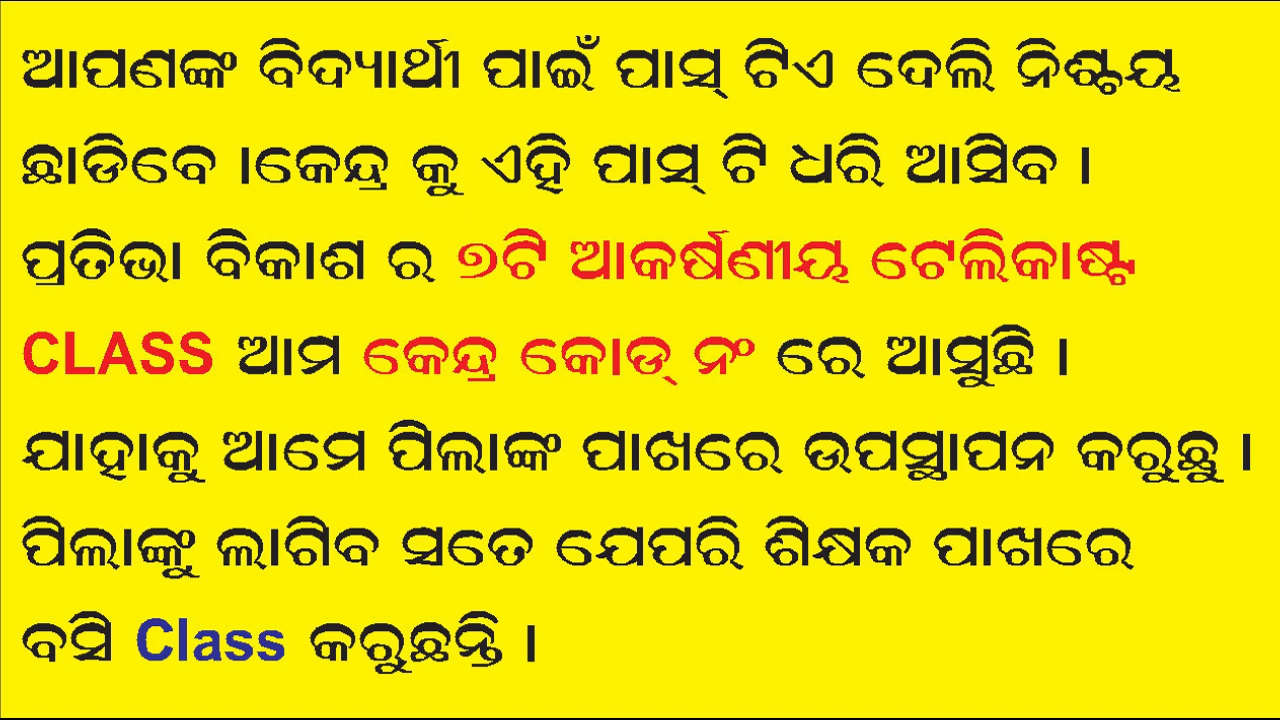 ଆପଣଙ୍କ ବିଦ୍ୟାର୍ଥୀ ପାଇଁ ପାସ୍ ଟିଏ ଦେଲି ନିଶ୍ଚୟ
ଛାଡିବେ ।କେନ୍ଦ୍ର କୁ ଏହି ପାସ୍ ଟି ଧରି ଆସିବ ।
ପ୍ରତିଭା ବିକାଶ ର ୭ଟି ଆକର୍ଷଣୀୟ ଟେଲିକାଷ୍ଟ
CLASS ଆମ କେନ୍ଦ୍ର କୋଡ୍ ନଂ ରେ ଆସୁଛି ।
ଯାହାକୁ ଆମେ ପିଲାଙ୍କ ପାଖରେ ଉପସ୍ଥାପନ କରୁଛୁ ।
ପିଲାଙ୍କୁ ଲାଗିବ ସତେ ଯେପରି ଶିକ୍ଷକ ପାଖରେ
ବସି Class କରୁଛନ୍ତି ।